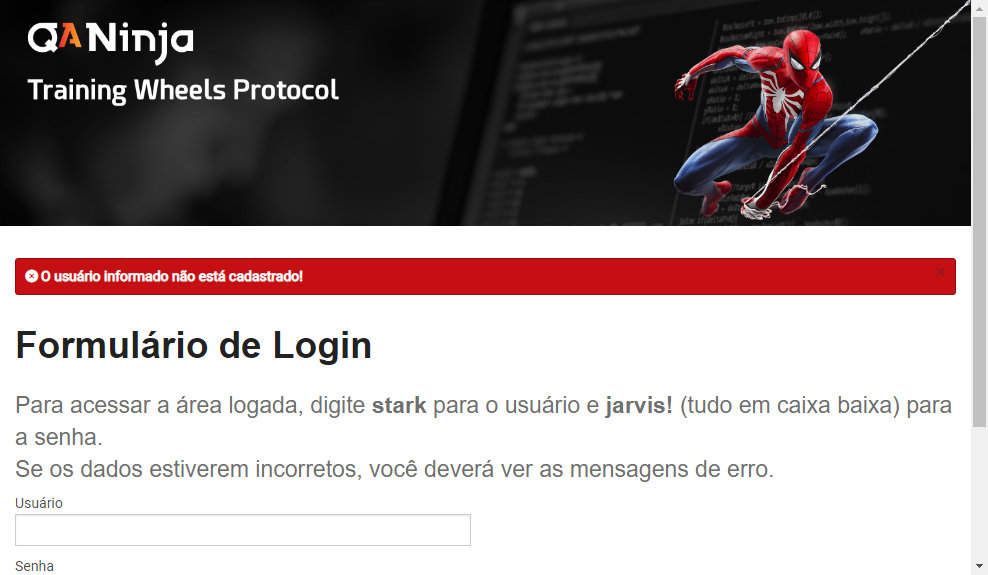 QANinja
Training Wheels Protocol
O usuário informado não está cadastrado!
×
Formulário de Login
Para acessar a área logada, digite stark para o usuário e jarvis! (tudo em caixa baixa) para
a senha.
Se os dados estiverem incorretos, você deverá ver as mensagens de erro.
Usuário
Senha